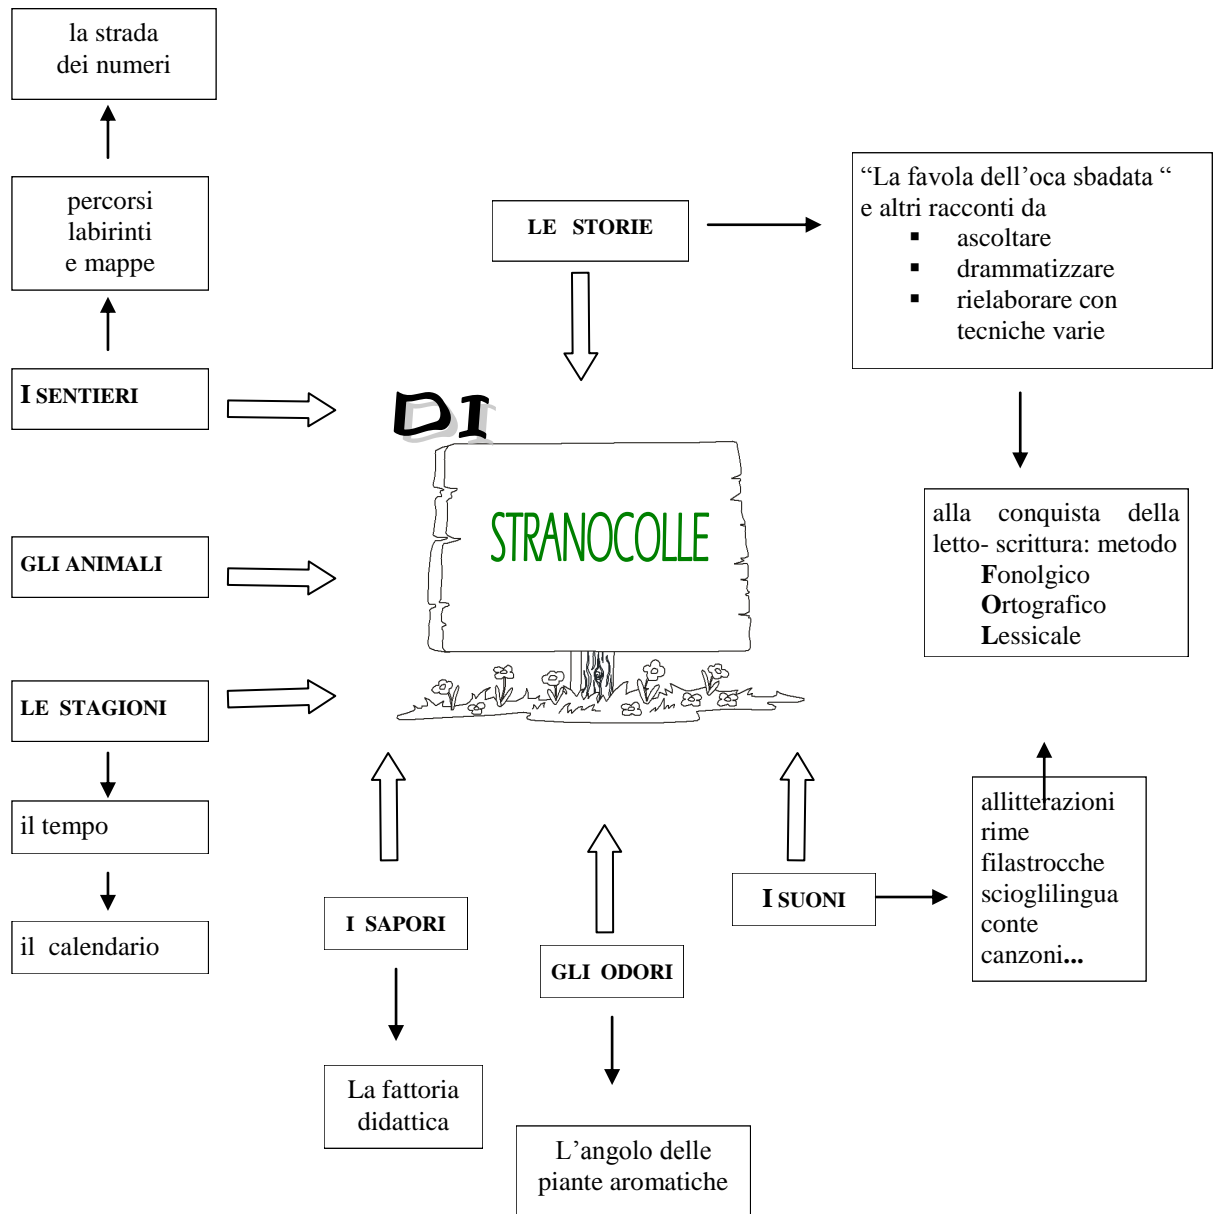 la strada
dei numeri
percorsi
labirinti
e mappe
I SENTIERI
GLI ANIMALI
LE STAGIONI
il tempo
il calendario
LE STORIE
“La favola dell’oca sbadata “
e altri racconti da
▪ ascoltare
▪ drammatizzare
▪ rielaborare con
tecniche varie
DI
STRANOCOLLE
alla conquista della
letto- scrittura: metodo
Fonolgico
Ortografico
Lessicale
I SAPORI
La fattoria
didattica
GLI ODORI
L’angolo delle
piante aromatiche
I SUONI
allitterazioni
rime
filastrocche
scioglilingua
conte
canzoni...